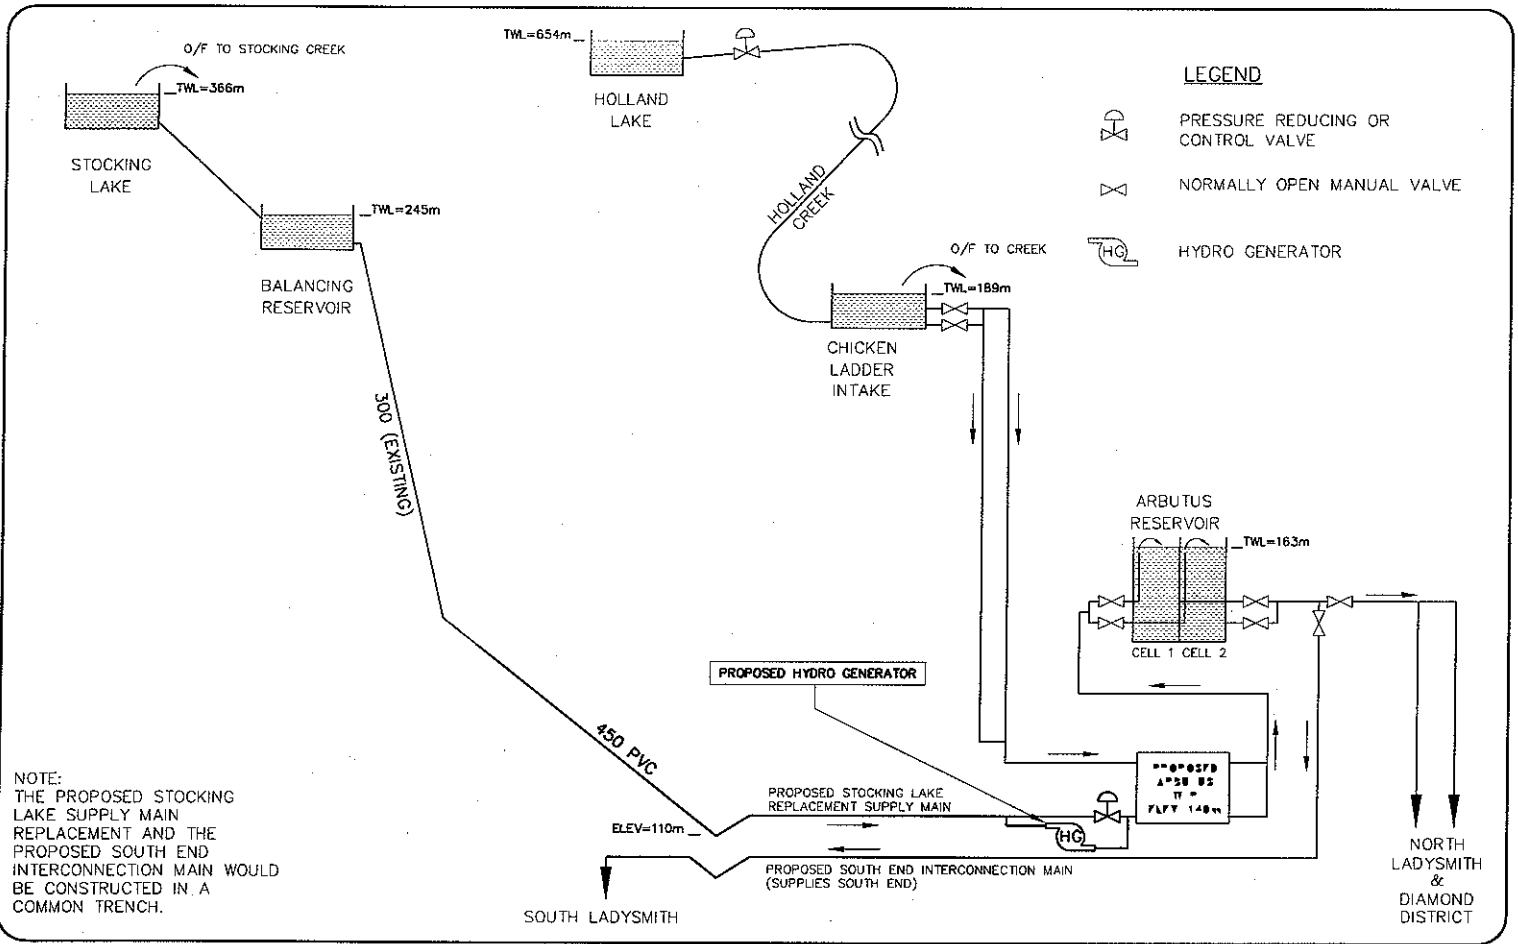 O/F TO STOCKING CREEK
TWL=366m
STOCKING
LAKE
TWL=245m
BALANCING
RESERVOIR
300 (EXISTING)
450 PVC
TWL=654m
HOLLAND
LAKE
HOLLAND
CREEK
O/F TO CREEK
TWL=189m
CHICKEN
LADDER
INTAKE
LEGEND
PRESSURE REDUCING OR
CONTROL VALVE
NORMALLY OPEN MANUAL VALVE
HG
HYDRO GENERATOR
ARBUTUS
RESERVOIR
TWL=163m
CELL 1
CELL 2
PROPOSED HYDRO GENERATOR
PROPOSED
PROPOSED STOCKING LAKE
REPLACEMENT SUPPLY MAIN
ELEV=110m
HG
PROPOSED SOUTH END INTERCONNECTION MAIN
(SUPPLIES SOUTH END)
SOUTH LADYSMITH
NORTH
LADYSMITH
&
DIAMOND
DISTRICT
NOTE:
THE PROPOSED STOCKING
LAKE SUPPLY MAIN
REPLACEMENT AND THE
PROPOSED SOUTH END
INTERCONNECTION MAIN WOULD
BE CONSTRUCTED IN A
COMMON TRENCH.